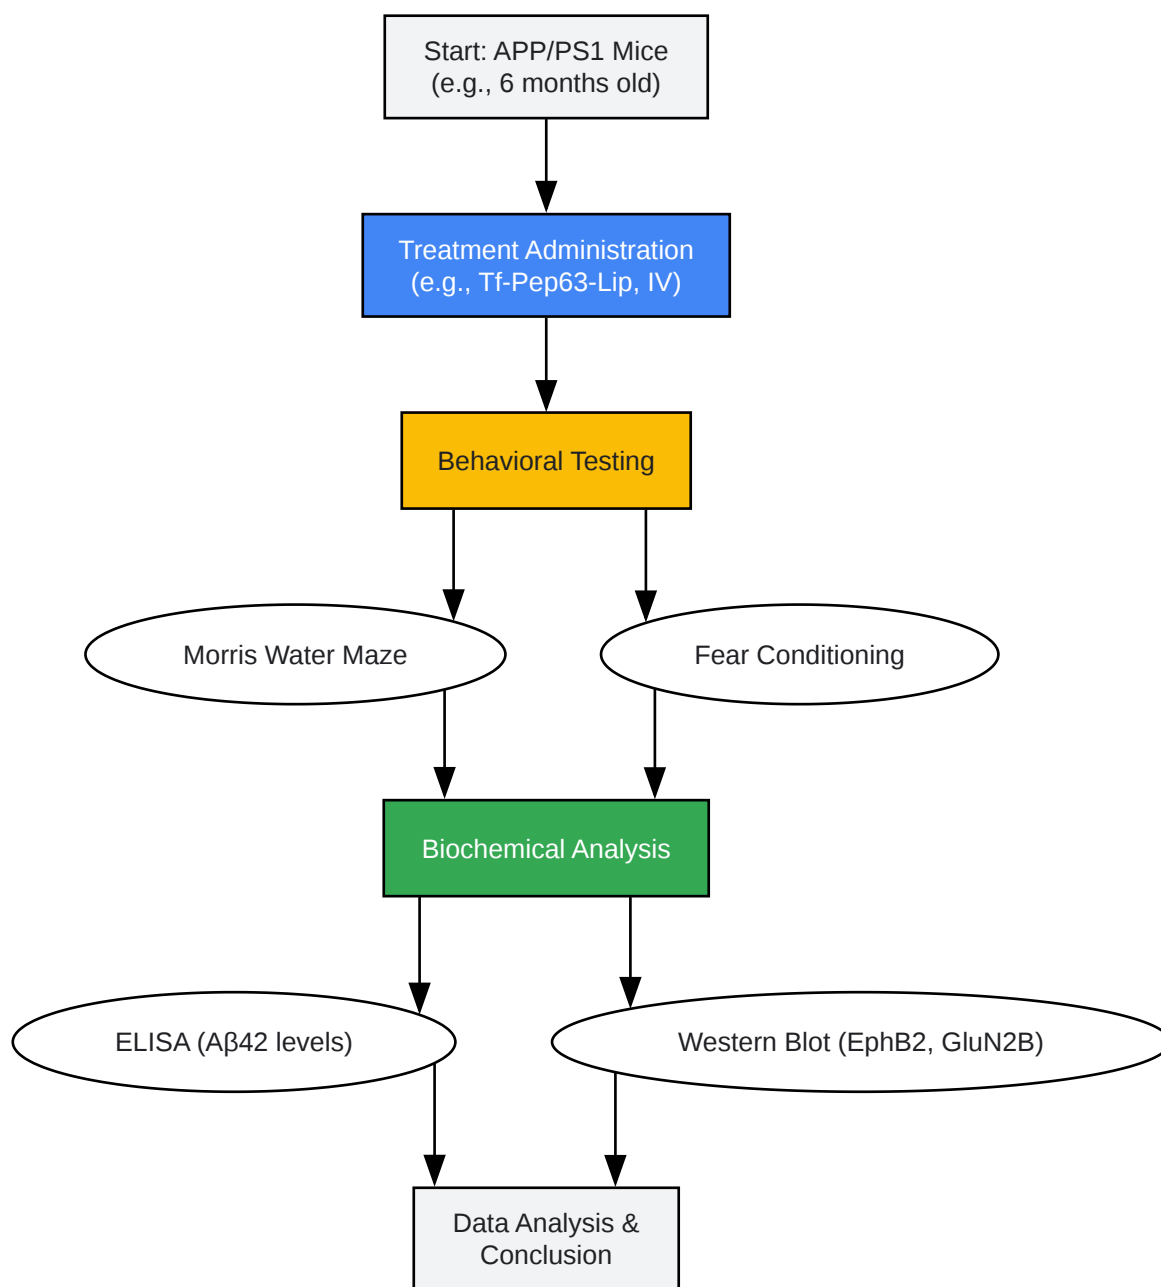 Start: APP/PS1 Mice
(e.g., 6 months old)
Treatment Administration
(e.g., Tf-Pep63-Lip, IV)
Behavioral Testing
Morris Water Maze
Fear Conditioning
Biochemical Analysis
ELISA (Aβ42 levels)
Western Blot (EphB2, GluN2B)
Data Analysis &
Conclusion